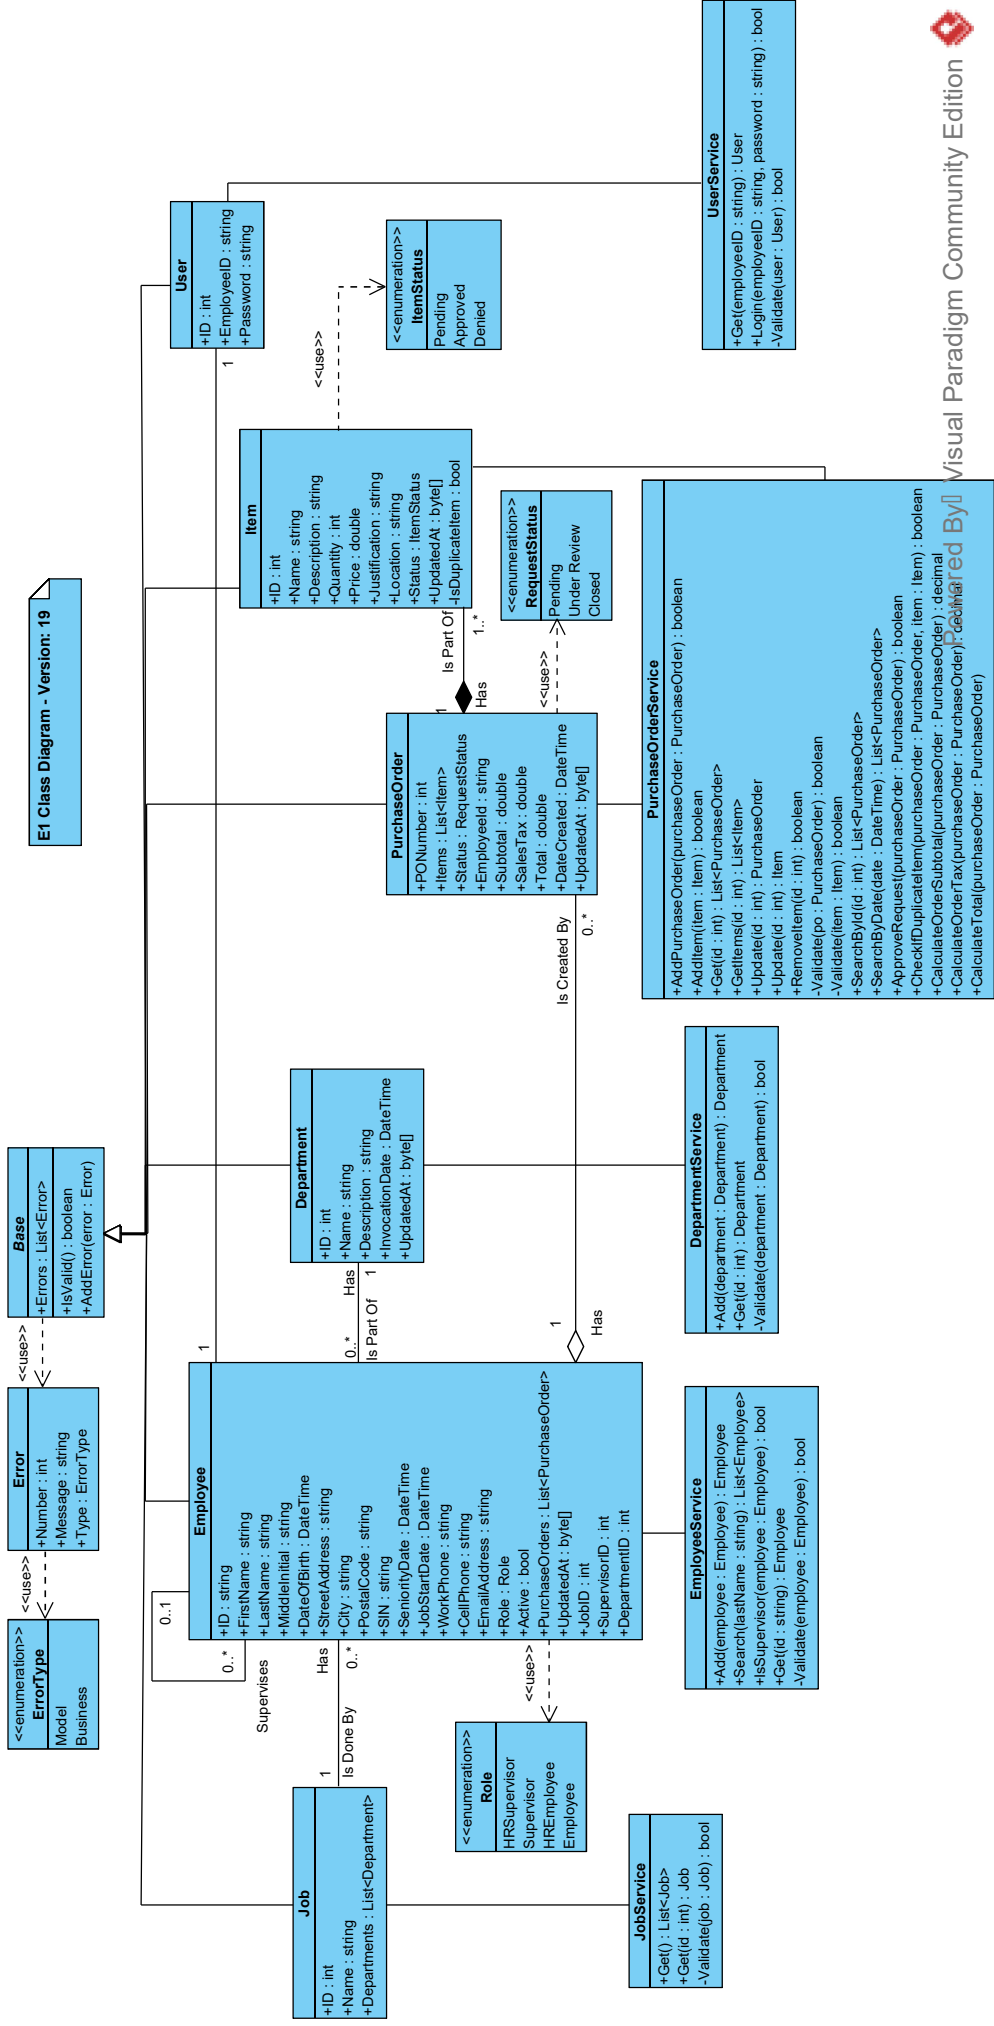 E1 Class Diagram - Version: 19
<<enumeration>>
ErrorType
Model
Business
<<use>>
Error
+Number : int
+Message : string
+Type : ErrorType
<<use>>
Base
+Errors : List<Error>
+IsValid() : boolean
+AddError(error : Error)
Job
+ID : int
+Name : string
+Departments : List<Department>
1
Is Done By
Has
0..*
Supervises
0..*
0..1
Employee
+ID : string
+FirstName : string
+LastName : string
+MiddleInitial : string
+DateOfBirth : DateTime
+StreetAddress : string
+City : string
+PostalCode : string
+SIN : string
+SeniorityDate : DateTime
+JobStartDate : DateTime
+WorkPhone : string
+CellPhone : string
+EmailAddress : string
+Role : Role
+Active : bool
+PurchaseOrders : List<PurchaseOrder>
+UpdatedAt : byte[]
+JobID : int
+SupervisorID : int
+DepartmentID : int
1
1
0..*
Is Part Of
Has
1
Department
+ID : int
+Name : string
+Description : string
+InvocationDate : DateTime
+UpdatedAt : byte[]
1
Has
Is Created By
0..*
PurchaseOrder
+PONumber : int
+Items : List<Item>
+Status : RequestStatus
+EmployeeId : string
+Subtotal : double
+SalesTax : double
+Total : double
+DateCreated : DateTime
+UpdatedAt : byte[]
1
Has
Is Part Of
1..*
Item
+ID : int
+Name : string
+Description : string
+Quantity : int
+Price : double
+Justification : string
+Location : string
+Status : ItemStatus
+UpdatedAt : byte[]
-IsDuplicateItem : bool
<<use>>
<<enumeration>>
ItemStatus
Pending
Approved
Denied
User
+ID : int
+EmployeeID : string
+Password : string
<<use>>
<<enumeration>>
Role
HRSupervisor
Supervisor
HREmployee
Employee
<<use>>
<<enumeration>>
RequestStatus
Pending
Under Review
Closed
JobService
+Get() : List<Job>
+Get(id : int) : Job
-Validate(job : Job) : bool
EmployeeService
+Add(employee : Employee) : Employee
+Search(lastName : string) : List<Employee>
+IsSupervisor(employee : Employee) : bool
+Get(id : string) : Employee
-Validate(employee : Employee) : bool
DepartmentService
+Add(department : Department) : Department
+Get(id : int) : Department
-Validate(department : Department) : bool
PurchaseOrderService
+AddPurchaseOrder(purchaseOrder : PurchaseOrder) : boolean
+AddItem(item : Item) : boolean
+Get(id : int) : List<PurchaseOrder>
+GetItems(id : int) : List<Item>
+Update(id : int) : PurchaseOrder
+Update(id : int) : Item
+RemoveItem(id : int) : boolean
-Validate(po : PurchaseOrder) : boolean
-Validate(item : Item) : boolean
+SearchById(id : int) : List<PurchaseOrder>
+SearchByDate(date : DateTime) : List<PurchaseOrder>
+ApproveRequest(purchaseOrder : PurchaseOrder) : boolean
+CheckIfDuplicateItem(purchaseOrder : PurchaseOrder, item : Item) : boolean
+CalculateOrderSubtotal(purchaseOrder : PurchaseOrder) : decimal
+CalculateOrderTax(purchaseOrder : PurchaseOrder) : decimal
+CalculateTotal(purchaseOrder : PurchaseOrder)
UserService
+Get(employeeID : string) : User
+Login(employeeID : string, password : string) : bool
-Validate(user : User) : bool
Powered By Visual Paradigm Community Edition